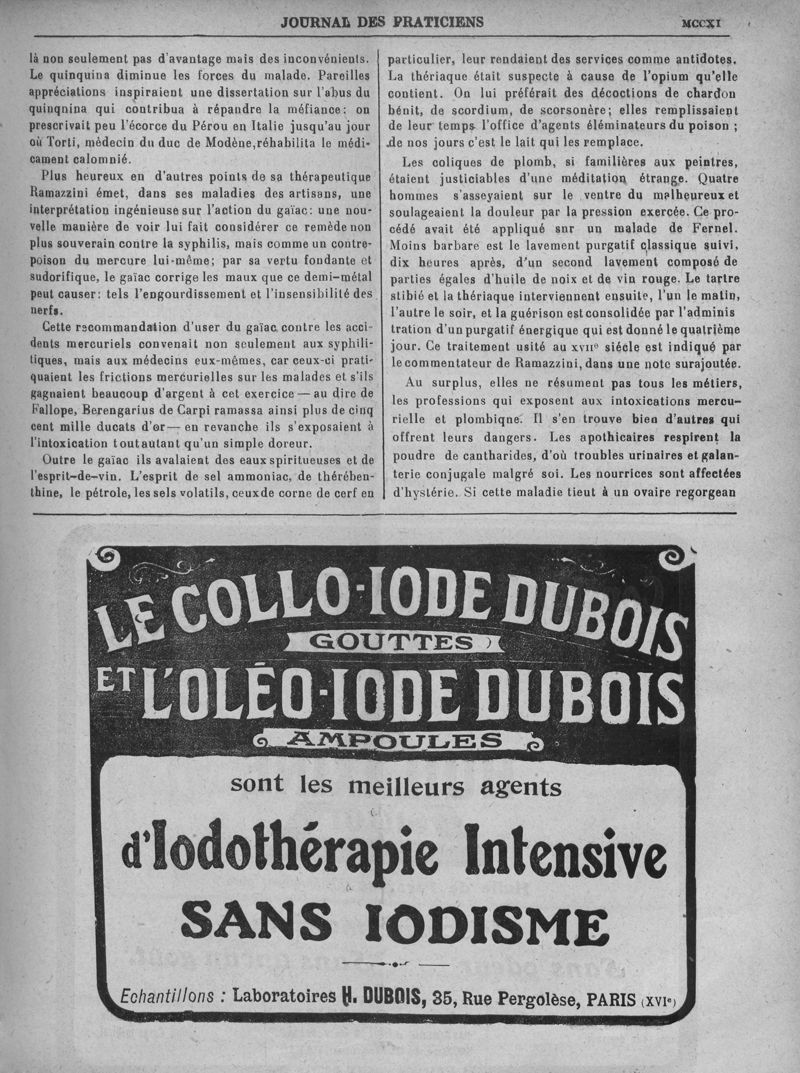 JOURNAL DES PRATICIENS
MCCXI
là non seulement pas d'avantage mais des inconvénients.
Le quinquina diminue les forces du malade. Pareilles
appréciations inspiraient une dissertation sur l'abus du
quinqnina qui contribua à répandre la méfiance: on
prescrivait peu l'écorce du Pérou en Italie jusqu'au jour
où Torti, médecin du duc de Modène, réhabilita le médi-
cament calomnié.
Plus heureux en d'autres points de sa thérapeutique
Ramazzini émet, dans ses maladies des artisans, une
interprétation ingénieuse sur l'action du gaïac: une nou-
velle manière de voir lui fait considérer ce remède non
plus souverain contre la syphilis, mais comme un contre-
poison du mercure lui-même; par sa vertu fondante et
sudorifique, le gaïac corrige les maux que ce demi-métal
peut causer: tels l'engourdissement et l'insensibilité des
nerfs.
Cette recommandation d'user du gaïac contre les acci-
dents mercuriels convenait non seulement aux syphili-
tiques, mais aux médecins eux-mêmes, car ceux-ci prati-
quaient les frictions mercurielles sur les malades et s'ils
gagnaient beaucoup d'argent à cet exercice — au dire de
Fallope, Berengarius de Carpi ramassa ainsi plus de cinq
cent mille ducats d'or — en revanche ils s'exposaient à
l'intoxication tout autant qu'un simple doreur.
Outre le gaïac ils avalaient des eaux spiritueuses et de
l'esprit-de-vin. L'esprit de sel ammoniac, de thérében-
thine, le pétrole, les sels volatils, ceux de corne de cerf en
particulier, leur rendaient des services comme antidotes.
La thériaque était suspecte à cause de l'opium qu'elle
contient. On lui préférait des décoctions de chardon
bénit, de scordium, de scorsonère; elles remplissaient
de leur temps l'office d'agents éléminateurs du poison;
de nos jours c'est le lait qui les remplace.
Les coliques de plomb, si familières aux peintres,
étaient justiciables d'une méditation étrange. Quatre
hommes s'asseyaient sur le ventre du malheureux et
soulageaient la douleur par la pression exercée. Ce pro-
cédé avait été appliqué snr un malade de Fernel.
Moins barbare est le lavement purgatif classique suivi,
dix heures après, d'un second lavement composé de
parties égales d'huile de noix et de vin rouge. Le tartre
stibié et la thériaque interviennent ensuite, l'un le matin,
l'autre le soir, et la guérison est consolidée par l'adminis
tration d'un purgatif énergique qui est donné le quatrième
jour. Ce traitement usité au XVIIe siécle est indiqué par
le commentateur de Ramazzini, dans une note surajoutée.
Au surplus, elles ne résument pas tous les métiers,
les professions qui exposent aux intoxications mercu-
rielle et plombique. Il s'en trouve bien d'autres qui
offrent leurs dangers. Les apothicaires respirent la
poudre de cantharides, d'où troubles urinaires et galan-
terie conjugale malgré soi. Les nourrices sont affectées
d'hystérie. Si cette maladie tieut à un ovaire regorgean
LE COLLO-IODE DUBOIS
GOUTTES
ET L'OLÉO-IODE DUBOIS
AMPOULES
sont les meilleurs agents
d'Iodothérapie Intensive
SANS IODISME
Echantillons : Laboratoires H. DUBOIS, 35, Rue Pergolèse, PARIS (XVIe)